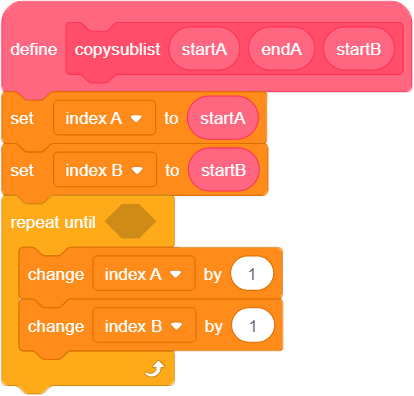 define copysublist startA endA startB
set index A to startA
set index B to startB
repeat until
change index A by 1
change index B by 1